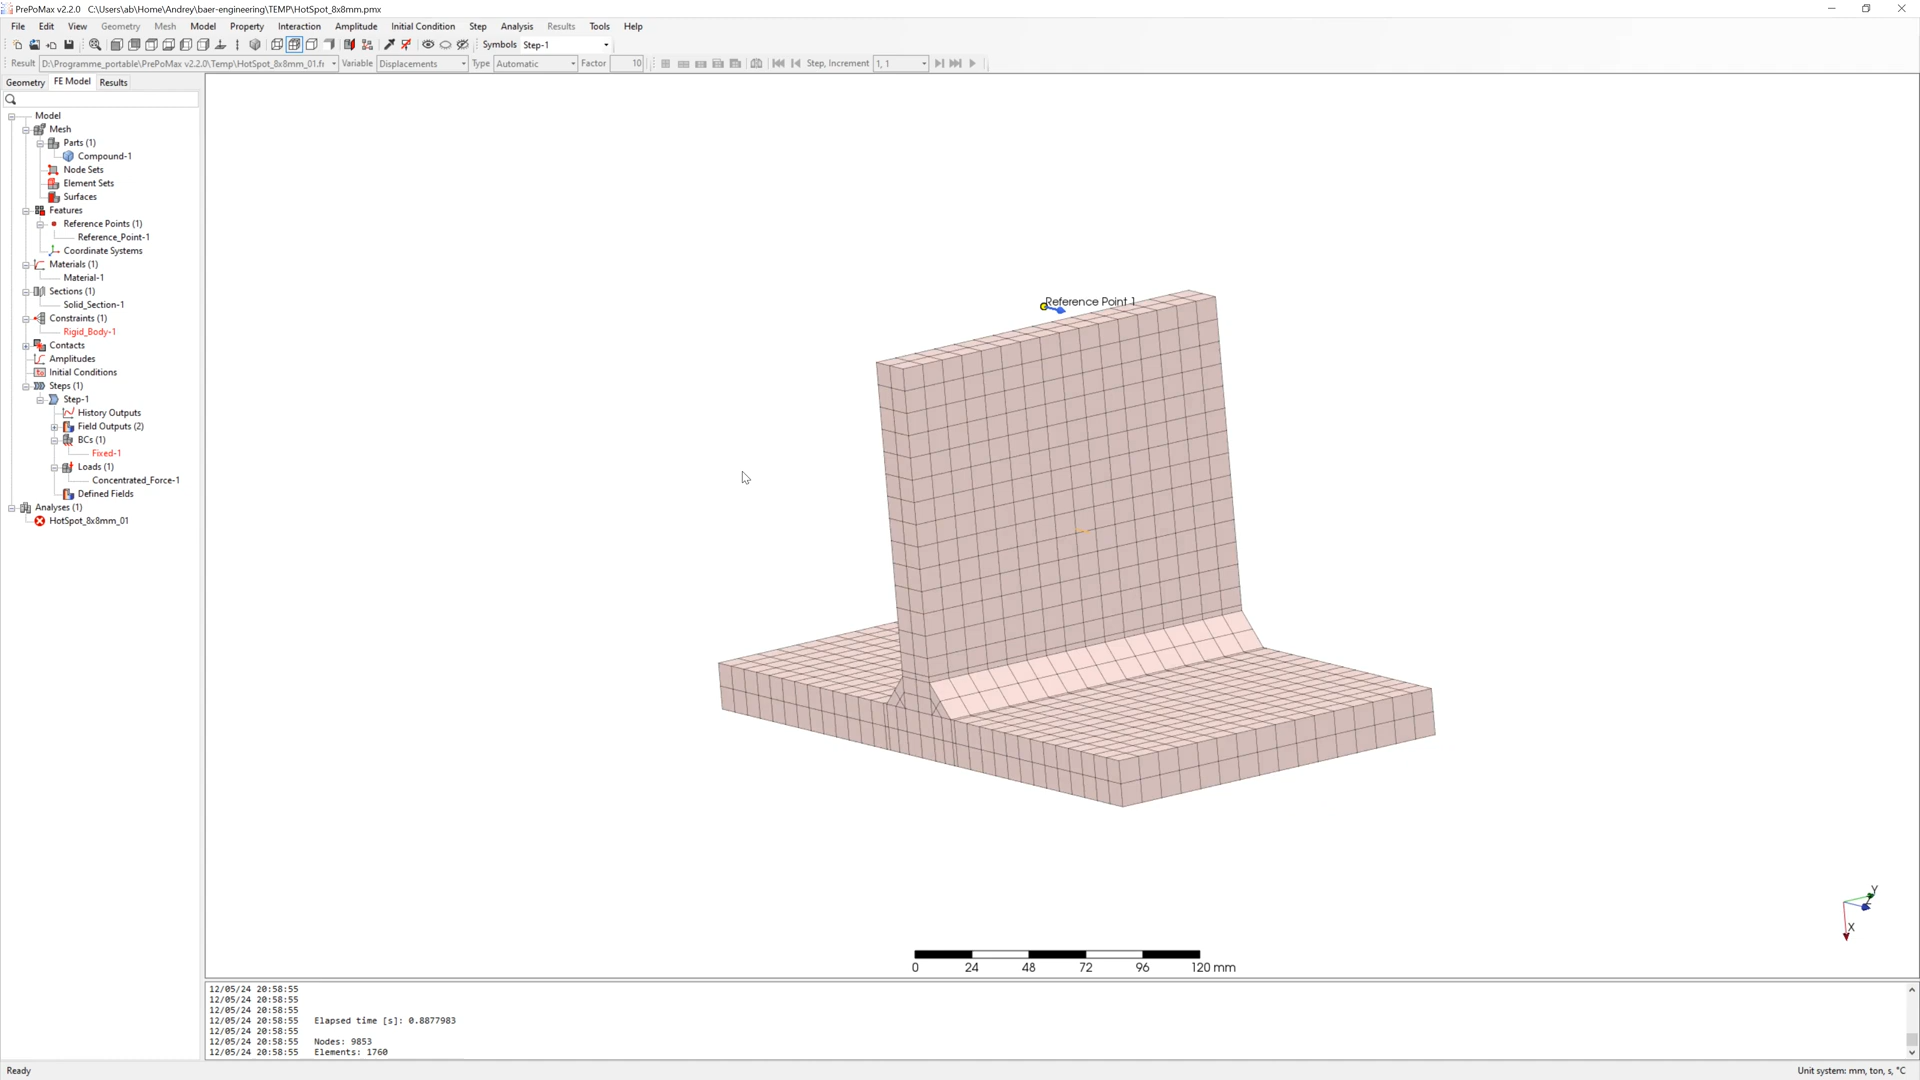 PrePoMax v2.2.0 C:\Users\ab\Home\Andrey\baer-engineering\TEMP\HotSpot_8x8mm.pmx
File Edit View Geometry Mesh Model Property Interaction Amplitude Initial Condition Step Analysis Results Tools Help
Symbols Step-1
Result D:\Programme_portable\PrePoMax v2.2.0\Temp\HotSpot_8x8mm_01.fr Variable Displacements Type Automatic Factor 10 Step, Increment 1, 1
Geometry FE Model Results
Model
Mesh
Parts (1)
Compound-1
Node Sets
Element Sets
Surfaces
Features
Reference Points (1)
Reference_Point-1
Coordinate Systems
Materials (1)
Material-1
Sections (1)
Solid_Section-1
Constraints (1)
Rigid_Body-1
Contacts
Amplitudes
Initial Conditions
Steps (1)
Step-1
History Outputs
Field Outputs (2)
BCs (1)
Fixed-1
Loads (1)
Concentrated_Force-1
Defined Fields
Analyses (1)
HotSpot_8x8mm_01
Reference Point 1
Y
Z
X
0 24 48 72 96 120 mm
12/05/24 20:58:55
12/05/24 20:58:55
12/05/24 20:58:55
12/05/24 20:58:55 Elapsed time [s]: 0.8877983
12/05/24 20:58:55
12/05/24 20:58:55 Nodes: 9853
12/05/24 20:58:55 Elements: 1760
Ready
Unit system: mm, ton, s, °C